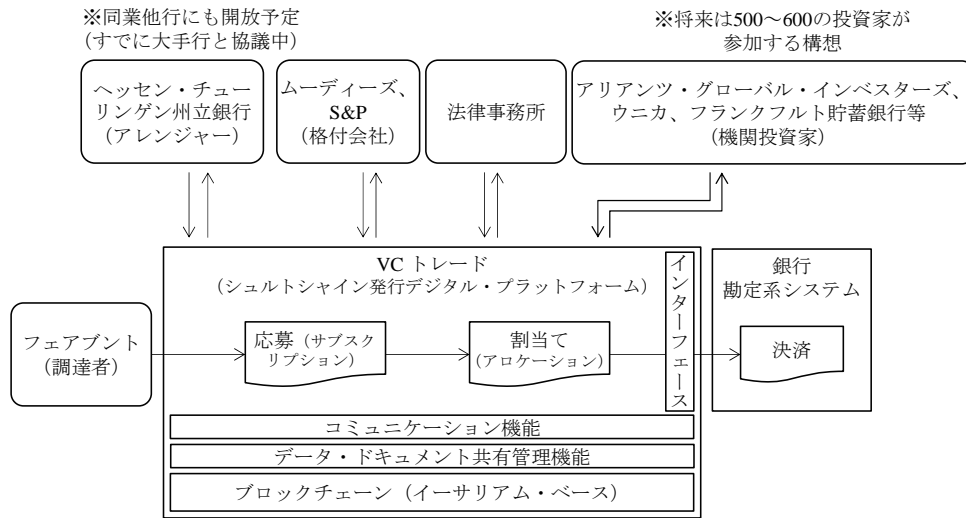 ※同業他行にも開放予定
(すでに大手行と協議中)
※将来は500～600の投資家が
参加する構想
ヘッセン・チュー
リンゲン州立銀行
(アレンジャー)
ムーディーズ、
S&P
(格付会社)
法律事務所
アリアンツ・グローバル・インベスターズ、
ウニカ、フランクフルト貯蓄銀行等
(機関投資家)
VC トレード
(シュルトシャイン発行デジタル・プラットフォーム)
インターフェース
銀行
勘定系システム
フェアブント
(調達者)
応募(サブスク
リプション)
割当て
(アロケーション)
決済
コミュニケーション機能
データ・ドキュメント共有管理機能
ブロックチェーン(イーサリアム・ベース)